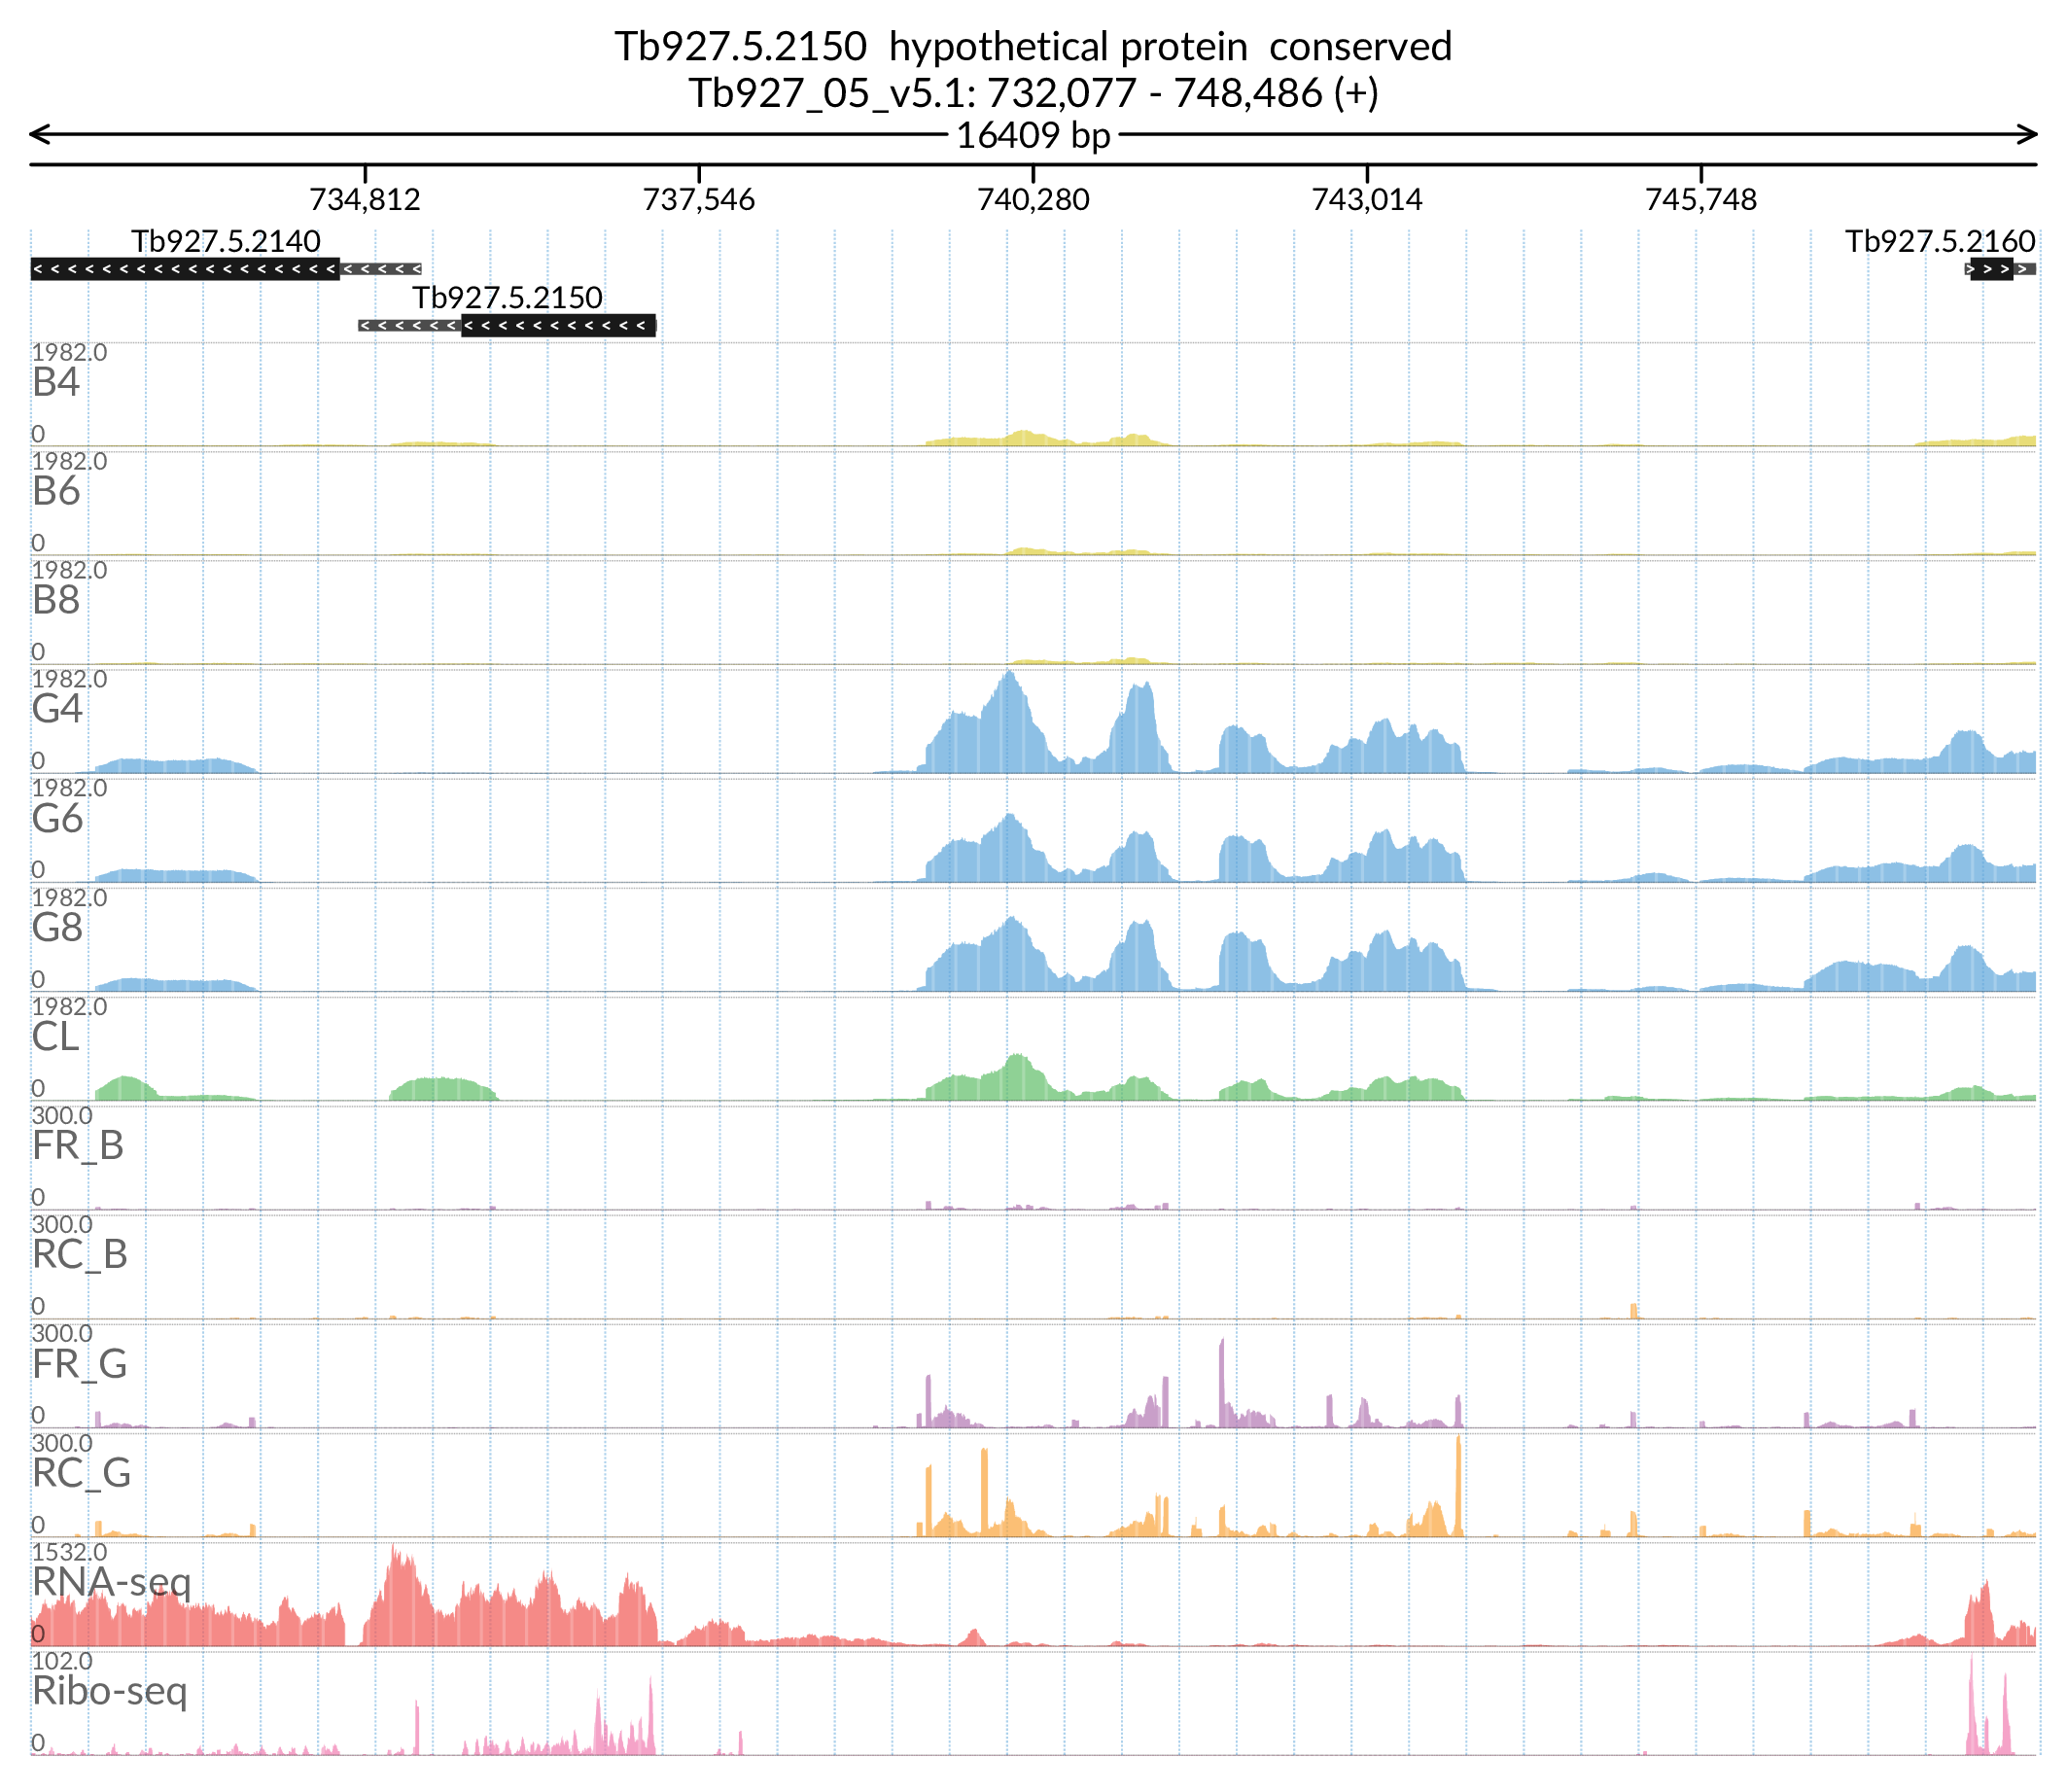 Tb927.5.2150  hypothetical protein  conserved
Tb927_05_v5.1: 732,077 - 748,486 (+)
16409 bp
734,812 737,546 740,280 743,014 745,748
Tb927.5.2140 Tb927.5.2160
Tb927.5.2150
1982.0
B4
0
1982.0
B6
0
1982.0
B8
0
1982.0
G4
0
1982.0
G6
0
1982.0
G8
0
1982.0
CL
0
300.0
FR_B
0
300.0
RC_B
0
300.0
FR_G
0
300.0
RC_G
0
1532.0
RNA-seq
0
102.0
Ribo-seq
0